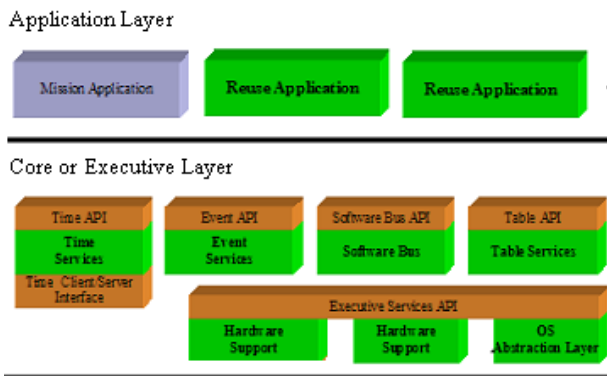 Application Layer
Mission Application
Reuse Application
Reuse Application
Core or Executive Layer
Time API
Event API
Software Bus API
Table API
Time
Services
Event
Services
Software Bus
Table Services
Time Client/Server
Interface
Executive Services API
Hardware
Support
Hardware
Support
OS
Abstraction Layer